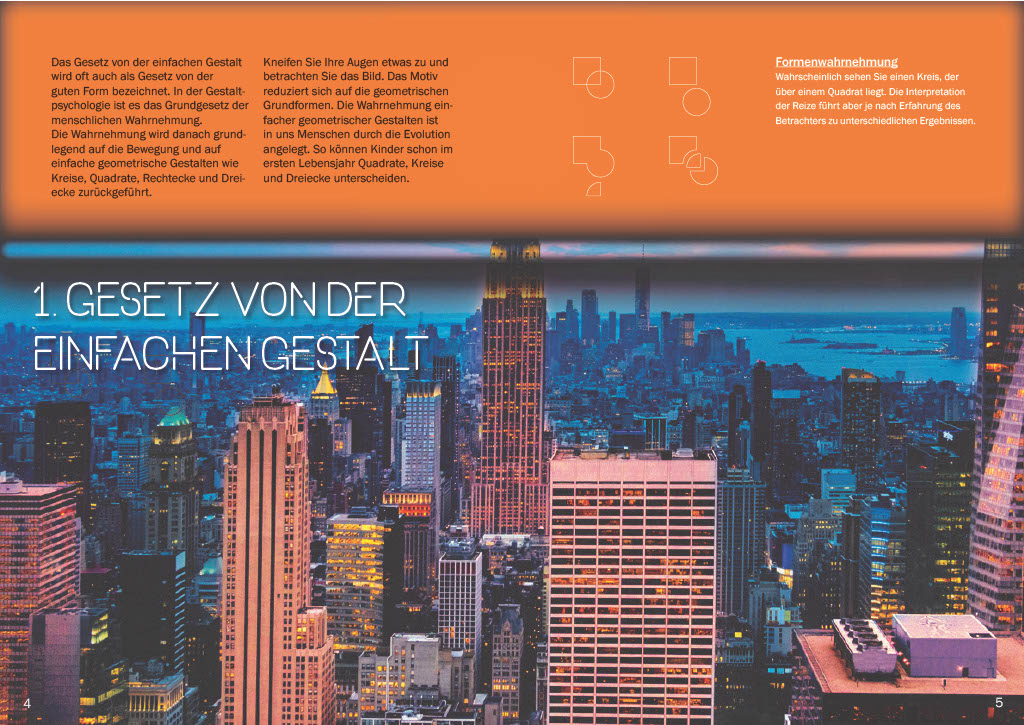 Das Gesetz von der einfachen Gestalt
wird oft auch als Gesetz von der
guten Form bezeichnet. In der Gestalt-
psychologie ist es das Grundgesetz der
menschlichen Wahrnehmung.
Die Wahrnehmung wird danach grund-
legend auf die Bewegung und auf
einfache geometrische Gestalten wie
Kreise, Quadrate, Rechtecke und Drei-
ecke zurückgeführt.
Kneifen Sie Ihre Augen etwas zu und
betrachten Sie das Bild. Das Motiv
reduziert sich auf die geometrischen
Grundformen. Die Wahrnehmung ein-
facher geometrischer Gestalten ist
in uns Menschen durch die Evolution
angelegt. So können Kinder schon im
ersten Lebensjahr Quadrate, Kreise
und Dreiecke unterscheiden.
Formenwahrnehmung
Wahrscheinlich sehen Sie einen Kreis, der
über einem Quadrat liegt. Die Interpretation
der Reize führt aber je nach Erfahrung des
Betrachters zu unterschiedlichen Ergebnissen.
1. GESETZ VON DER
EINFACHEN GESTALT
4
5